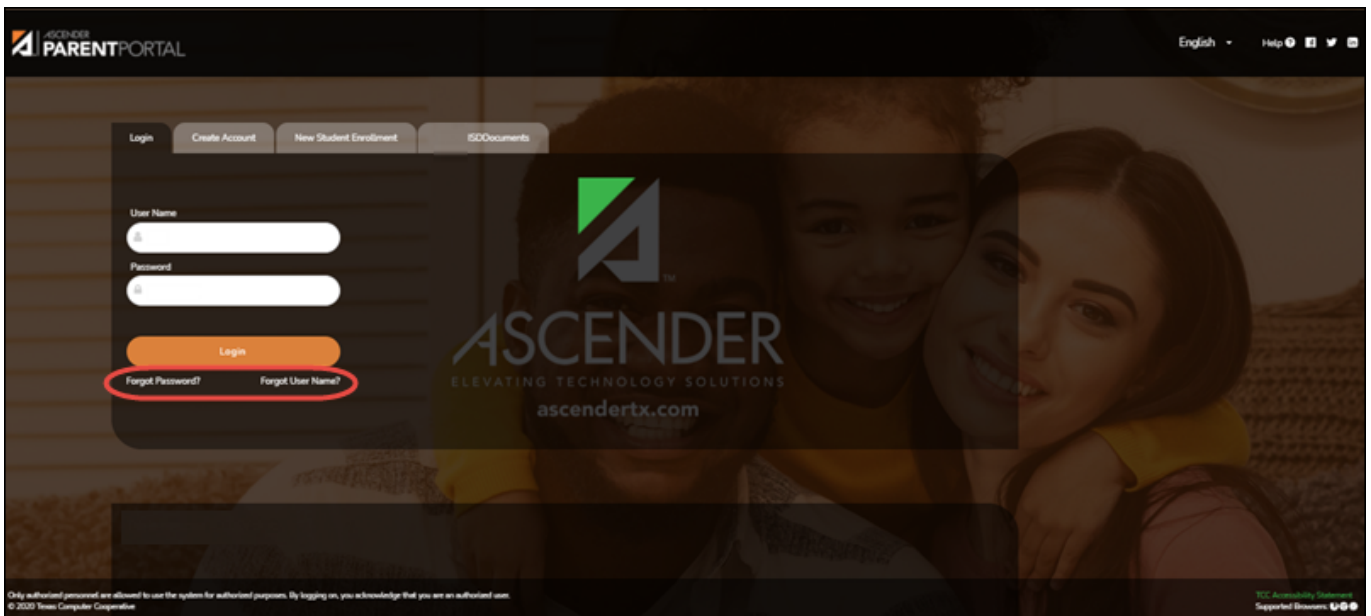 ASCENDER
PARENTPORTAL
English
Help
Login
Create Account
New Student Enrollment
ISDDocuments
User Name
Password
Login
Forgot Password?
Forgot User Name?
TM
ASCENDER
ELEVATING TECHNOLOGY SOLUTIONS
ascendertx.com
Only authorized personnel are allowed to use the system for authorized purposes. By logging on, you acknowledge that you are an authorized user.
© 2020 Texas Computer Cooperative
TCC Accessibility Statement
Supported Browsers: